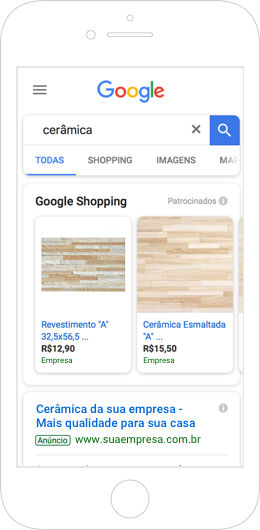 Google
cerâmica
TODAS SHOPPING IMAGENS
Google Shopping Patrocinados
Revestimento "A"
32,5x56,5 ...
R$12,90
Empresa
Cerâmica Esmaltada
"A" ...
R$15,50
Empresa
Cerâmica da sua empresa -
Mais qualidade para sua casa
Anúncio www.suaempresa.com.br